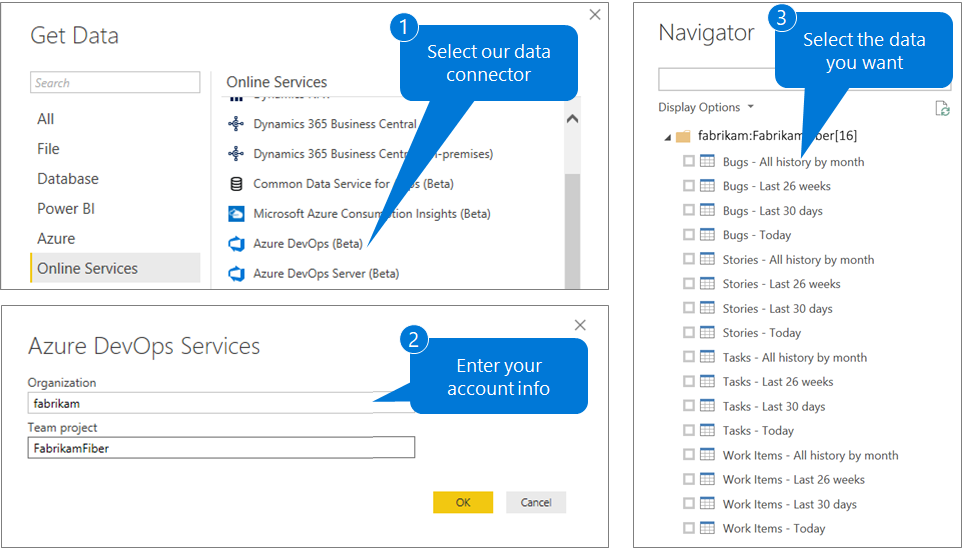 Get Data
Search
All
File
Database
Power BI
Azure
Online Services
Online Services
Dynamics 365 Business Central
Dynamics 365 Business Cent n-premises)
Common Data Service for s (Beta)
Microsoft Azure Consumption Insights (Beta)
Azure DevOps (Beta)
Azure DevOps Server (Beta)
1
Select our data
connector
Azure DevOps Services
Organization
fabrikam
Team project
FabrikamFiber
OK
Cancel
2
Enter your
account info
Navigator
3
Select the data
you want
Display Options
fabrikam:FabrikamFiber[16]
Bugs - All history by month
Bugs - Last 26 weeks
Bugs - Last 30 days
Bugs - Today
Stories - All history by month
Stories - Last 26 weeks
Stories - Last 30 days
Stories - Today
Tasks - All history by month
Tasks - Last 26 weeks
Tasks - Last 30 days
Tasks - Today
Work Items - All history by month
Work Items - Last 26 weeks
Work Items - Last 30 days
Work Items - Today